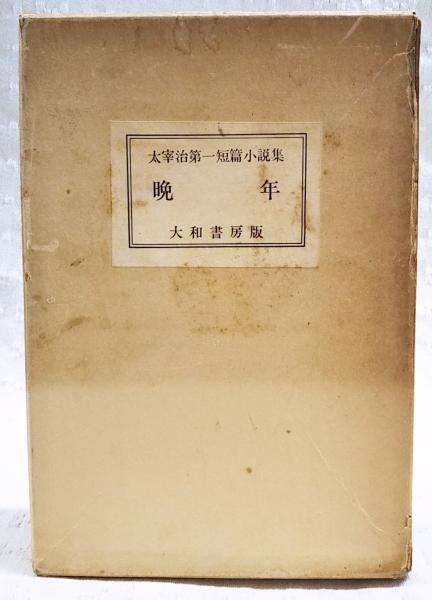 太宰治第一短篇小説集
晩年
大和書房版